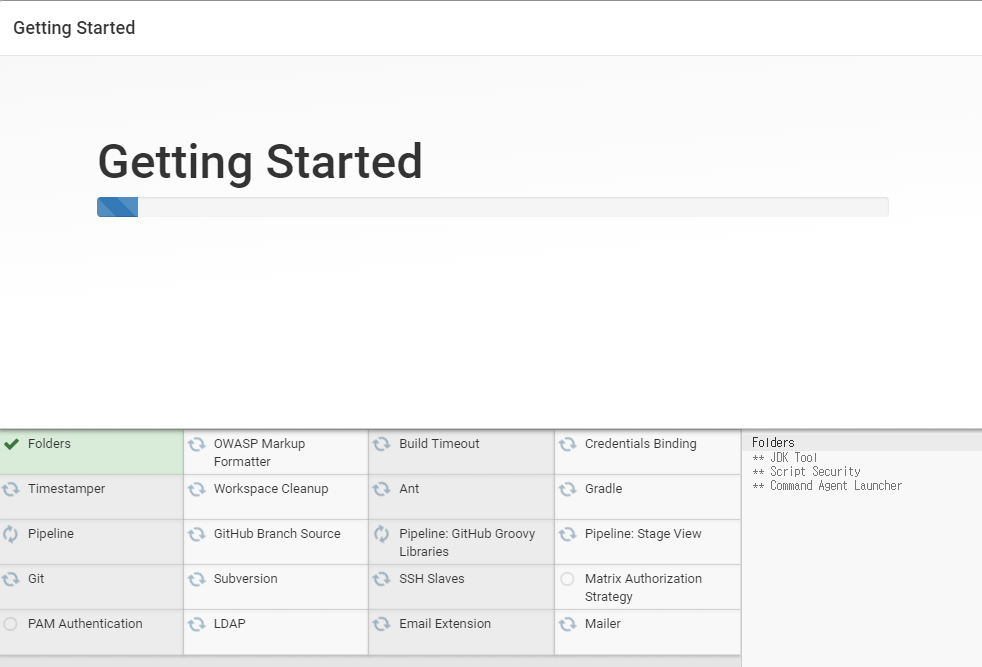 Getting Started
Getting Started
Folders
OWASP Markup
Formatter
Build Timeout
Credentials Binding
Timestamper
Workspace Cleanup
Ant
Gradle
Pipeline
GitHub Branch Source
Pipeline: GitHub Groovy
Libraries
Pipeline: Stage View
Git
Subversion
SSH Slaves
Matrix Authorization
Strategy
PAM Authentication
LDAP
Email Extension
Mailer
Folders
** JDK Tool
** Script Security
** Command Agent Launcher